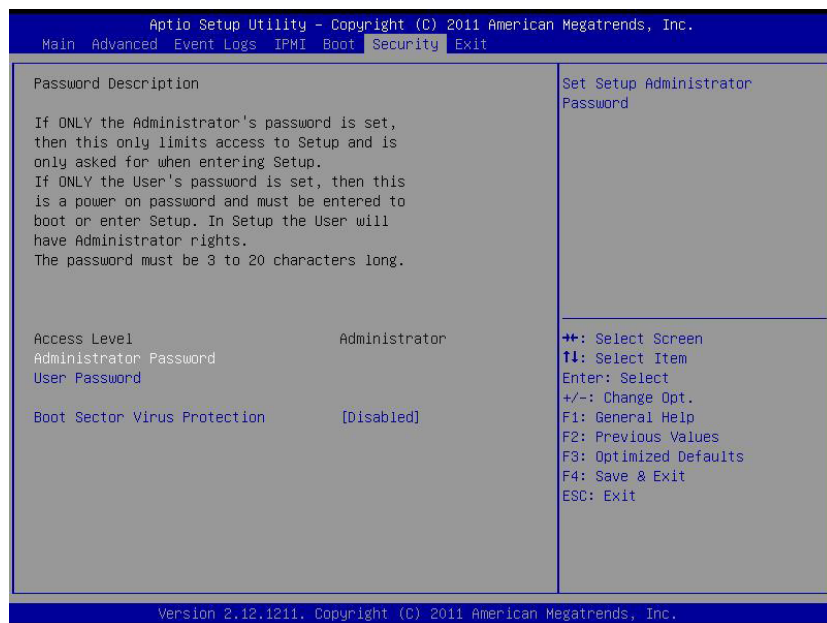 Aptio Setup Utility – Copyright (C) 2011 American Megatrends, Inc.
Main Advanced Event Logs IPMI Boot Security Exit
Password Description
If ONLY the Administrator's password is set,
then this only limits access to Setup and is
only asked for when entering Setup.
If ONLY the User's password is set, then this
is a power on password and must be entered to
boot or enter Setup. In Setup the User will
have Administrator rights.
The password must be 3 to 20 characters long.
Access Level Administrator
Administrator Password
User Password
Boot Sector Virus Protection [Disabled]
Set Setup Administrator
Password
→←: Select Screen
↑↓: Select Item
Enter: Select
+/-: Change Opt.
F1: General Help
F2: Previous Values
F3: Optimized Defaults
F4: Save & Exit
ESC: Exit
Version 2.12.1211. Copyright (C) 2011 American Megatrends, Inc.